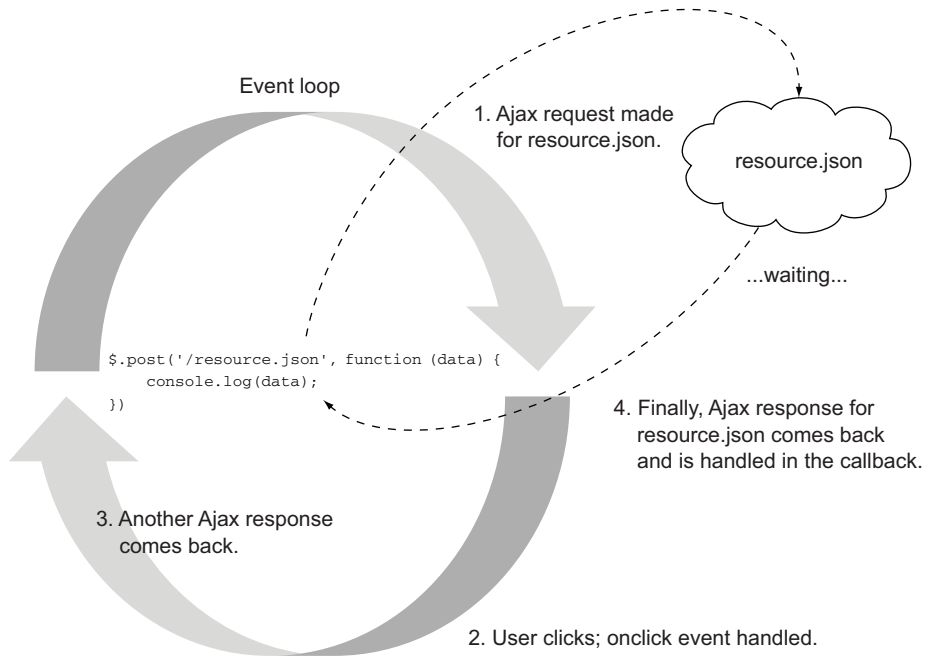 Event loop
1. Ajax request made
for resource.json.
resource.json
...waiting...
$.post('/resource.json', function (data) {
    console.log(data);
})
4. Finally, Ajax response for
resource.json comes back
and is handled in the callback.
3. Another Ajax response
comes back.
2. User clicks; onclick event handled.